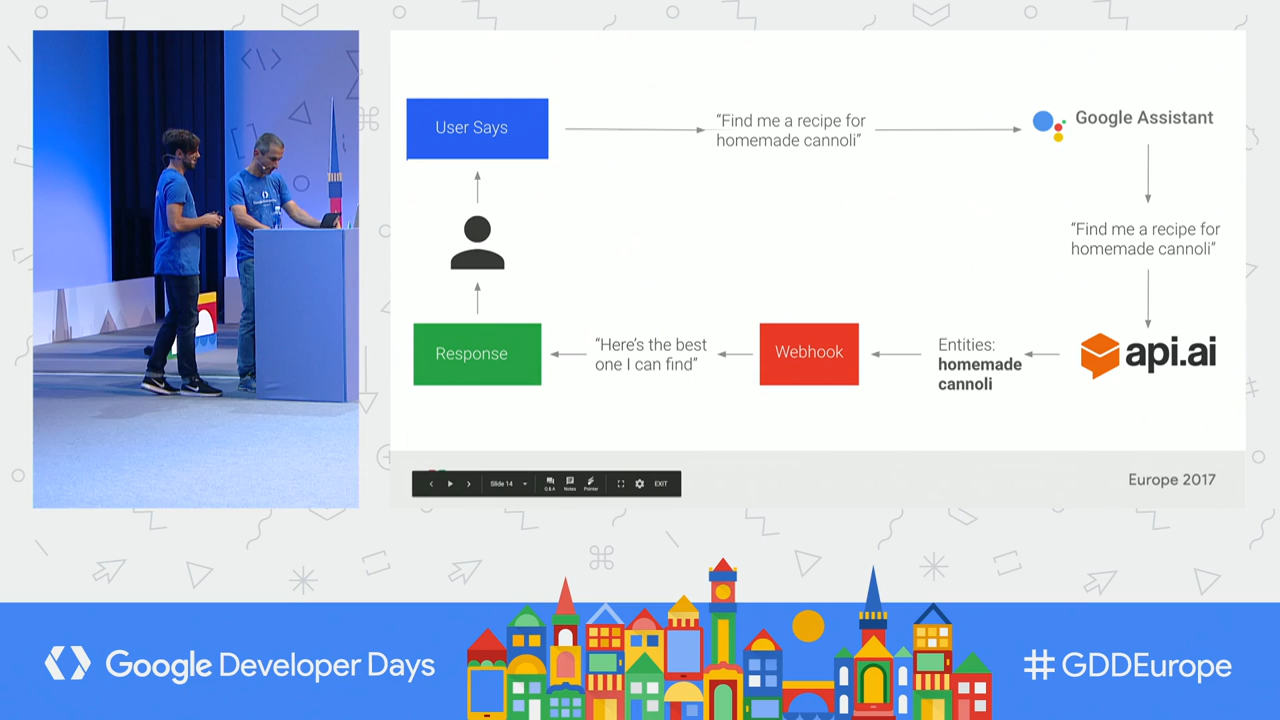 User Says
“Find me a recipe for
homemade cannoli”
Google Assistant
“Find me a recipe for
homemade cannoli”
api.ai
Entities:
homemade
cannoli
Webhook
“Here’s the best
one I can find”
Response
Slide 14
Q&A
Notes
Pointer
EXIT
Europe 2017
Google Developer Days
#GDDEurope